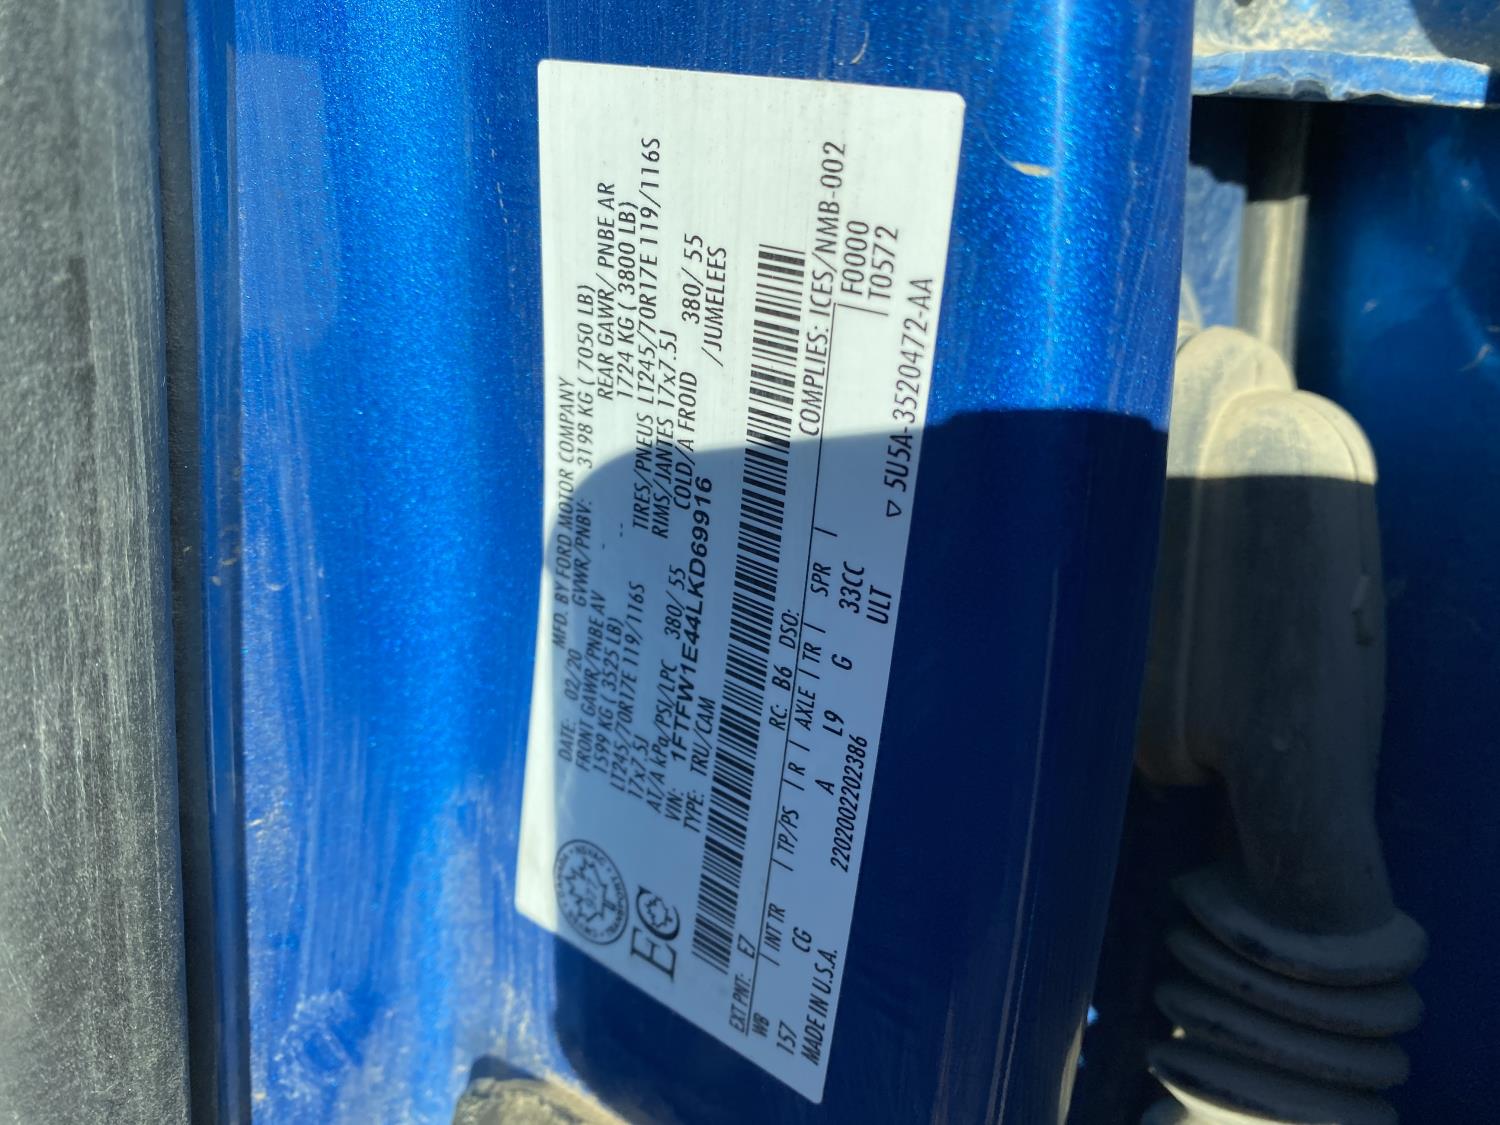 DATE: 02/20 MFD. BY FORD MOTOR COMPANY
FRONT GAWR/PNBE AV GVWR/PNBV: 3198 KG ( 7050 LB)
1599 KG ( 3525 LB) REAR GAWR/ PNBE AR
LT245/70R17E 119/116S -- 1724 KG ( 3800 LB)
17x7.5J TIRES/PNEUS LT245/70R17E 119/116S
AT/A kPa/PSI/LPC 380/ 55 RIMS/JANTES 17x7.5J
VIN: 1FTFW1E44LKD69916 COLD/A FROID 380/ 55
TYPE: TRU/CAM /JUMELEES
EC
EXT PNT: E7 RC: B6 DSO: COMPLIES: ICES/NMB-002
WB | INT TR | TP/PS | R | AXLE | TR | SPR | F0000
157 CG A L9 G 33CC | T0572
MADE IN U.S.A. 2202002202386 ULT
▽ 5U5A-3520472-AA